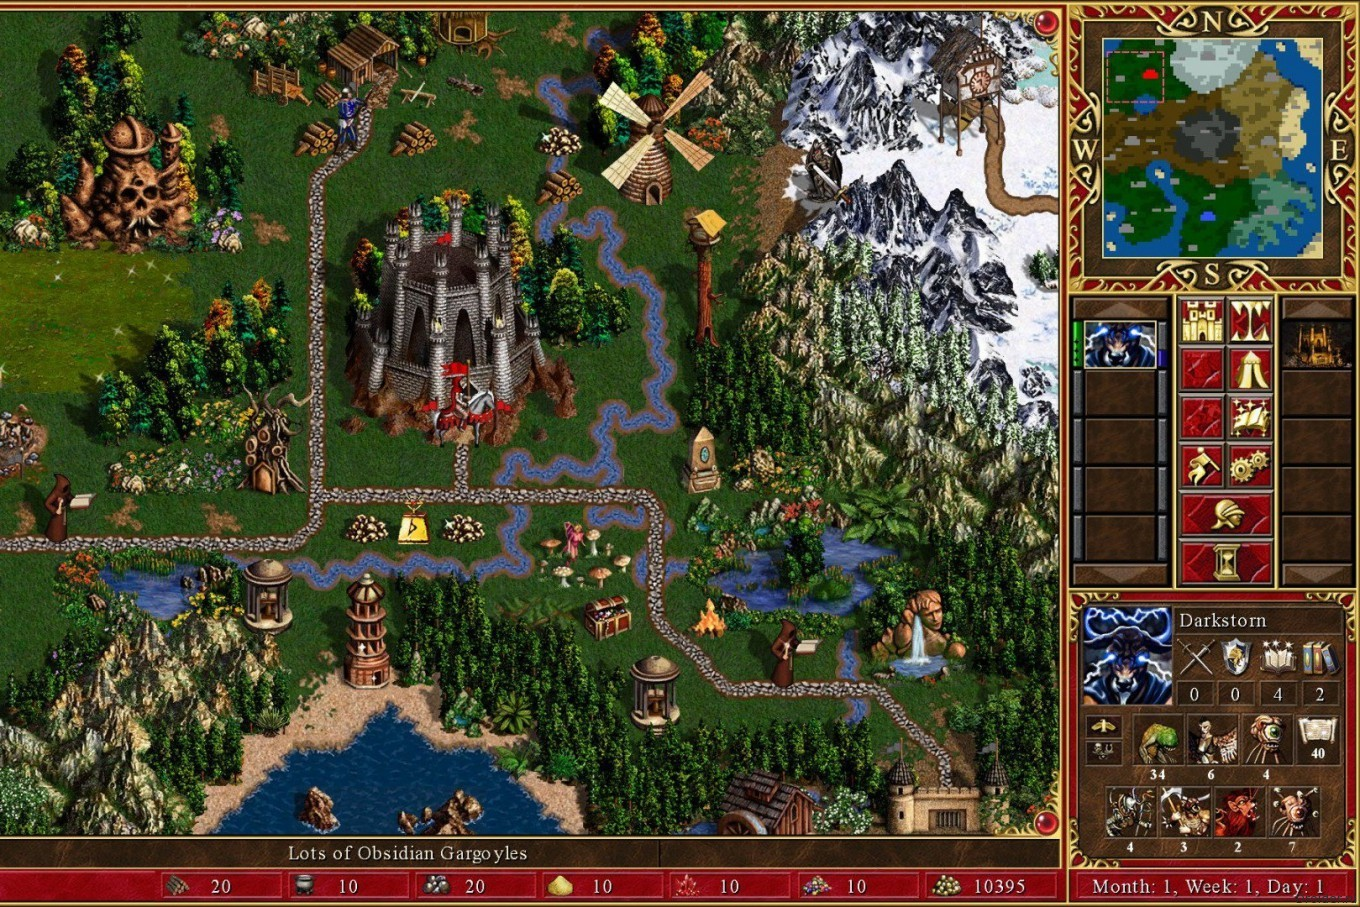 N
W
E
S
Darkstorn
0 0 4 2
40
34 6 4
4 3 2 7
Lots of Obsidian Gargoyles
20 10 20 10 10 10 10395
Month: 1, Week: 1, Day: 1